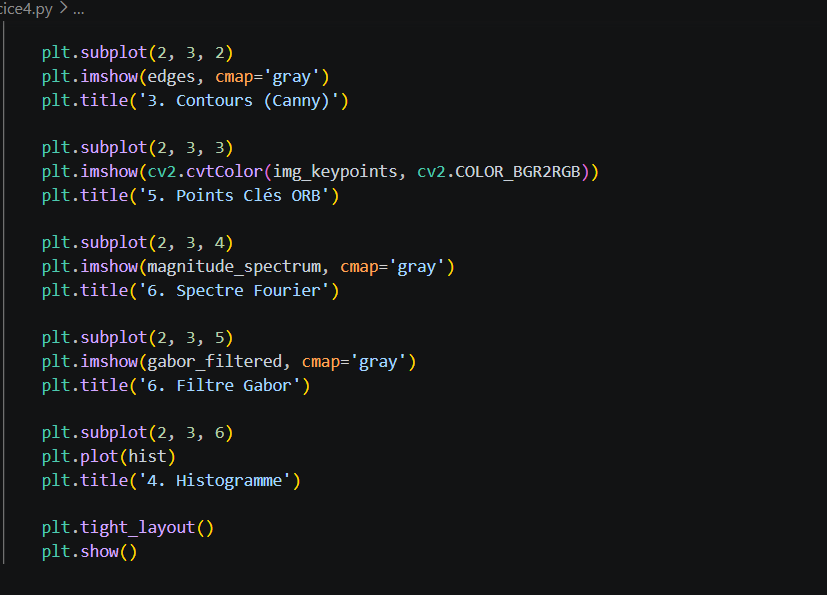 cice4.py > ...
plt.subplot(2, 3, 2)
plt.imshow(edges, cmap='gray')
plt.title('3. Contours (Canny)')
plt.subplot(2, 3, 3)
plt.imshow(cv2.cvtColor(img_keypoints, cv2.COLOR_BGR2RGB))
plt.title('5. Points Clés ORB')
plt.subplot(2, 3, 4)
plt.imshow(magnitude_spectrum, cmap='gray')
plt.title('6. Spectre Fourier')
plt.subplot(2, 3, 5)
plt.imshow(gabor_filtered, cmap='gray')
plt.title('6. Filtre Gabor')
plt.subplot(2, 3, 6)
plt.plot(hist)
plt.title('4. Histogramme')
plt.tight_layout()
plt.show()